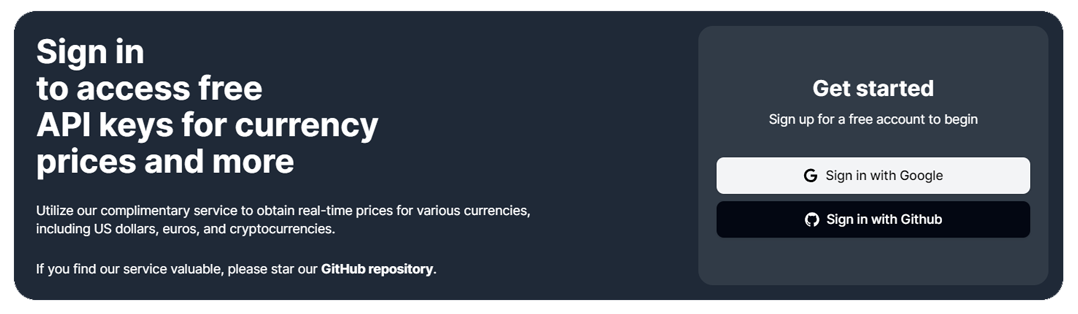 Sign in
to access free
API keys for currency
prices and more
Utilize our complimentary service to obtain real-time prices for various currencies,
including US dollars, euros, and cryptocurrencies.
If you find our service valuable, please star our GitHub repository.
Get started
Sign up for a free account to begin
Sign in with Google
Sign in with Github